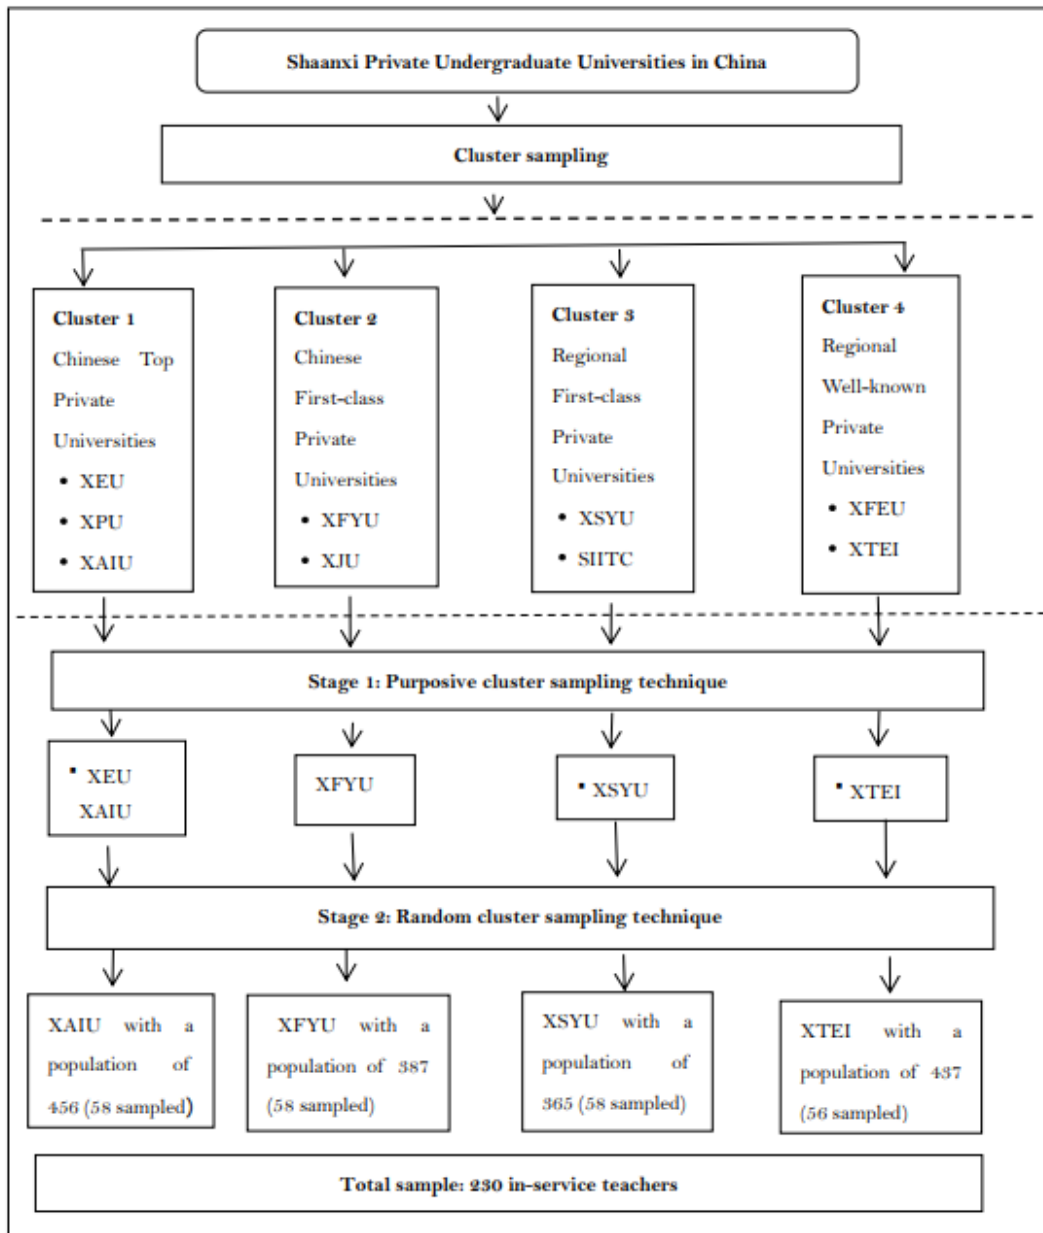 Shaanxi Private Undergraduate Universities in China
Cluster sampling
Cluster 1
Chinese Top
Private
Universities
• XEU
• XPU
• XAIU
Cluster 2
Chinese
First-class
Private
Universities
• XFYU
• XJU
Cluster 3
Regional
First-class
Private
Universities
• XSYU
• SIITC
Cluster 4
Regional
Well-known
Private
Universities
• XFEU
• XTEI
Stage 1: Purposive cluster sampling technique
▪ XEU
XAIU
XFYU
▪ XSYU
▪ XTEI
Stage 2: Random cluster sampling technique
XAIU with a
population of
456 (58 sampled)
XFYU with a
population of 387
(58 sampled)
XSYU with a
population of
365 (58 sampled)
XTEI with a
population of 437
(56 sampled)
Total sample: 230 in-service teachers